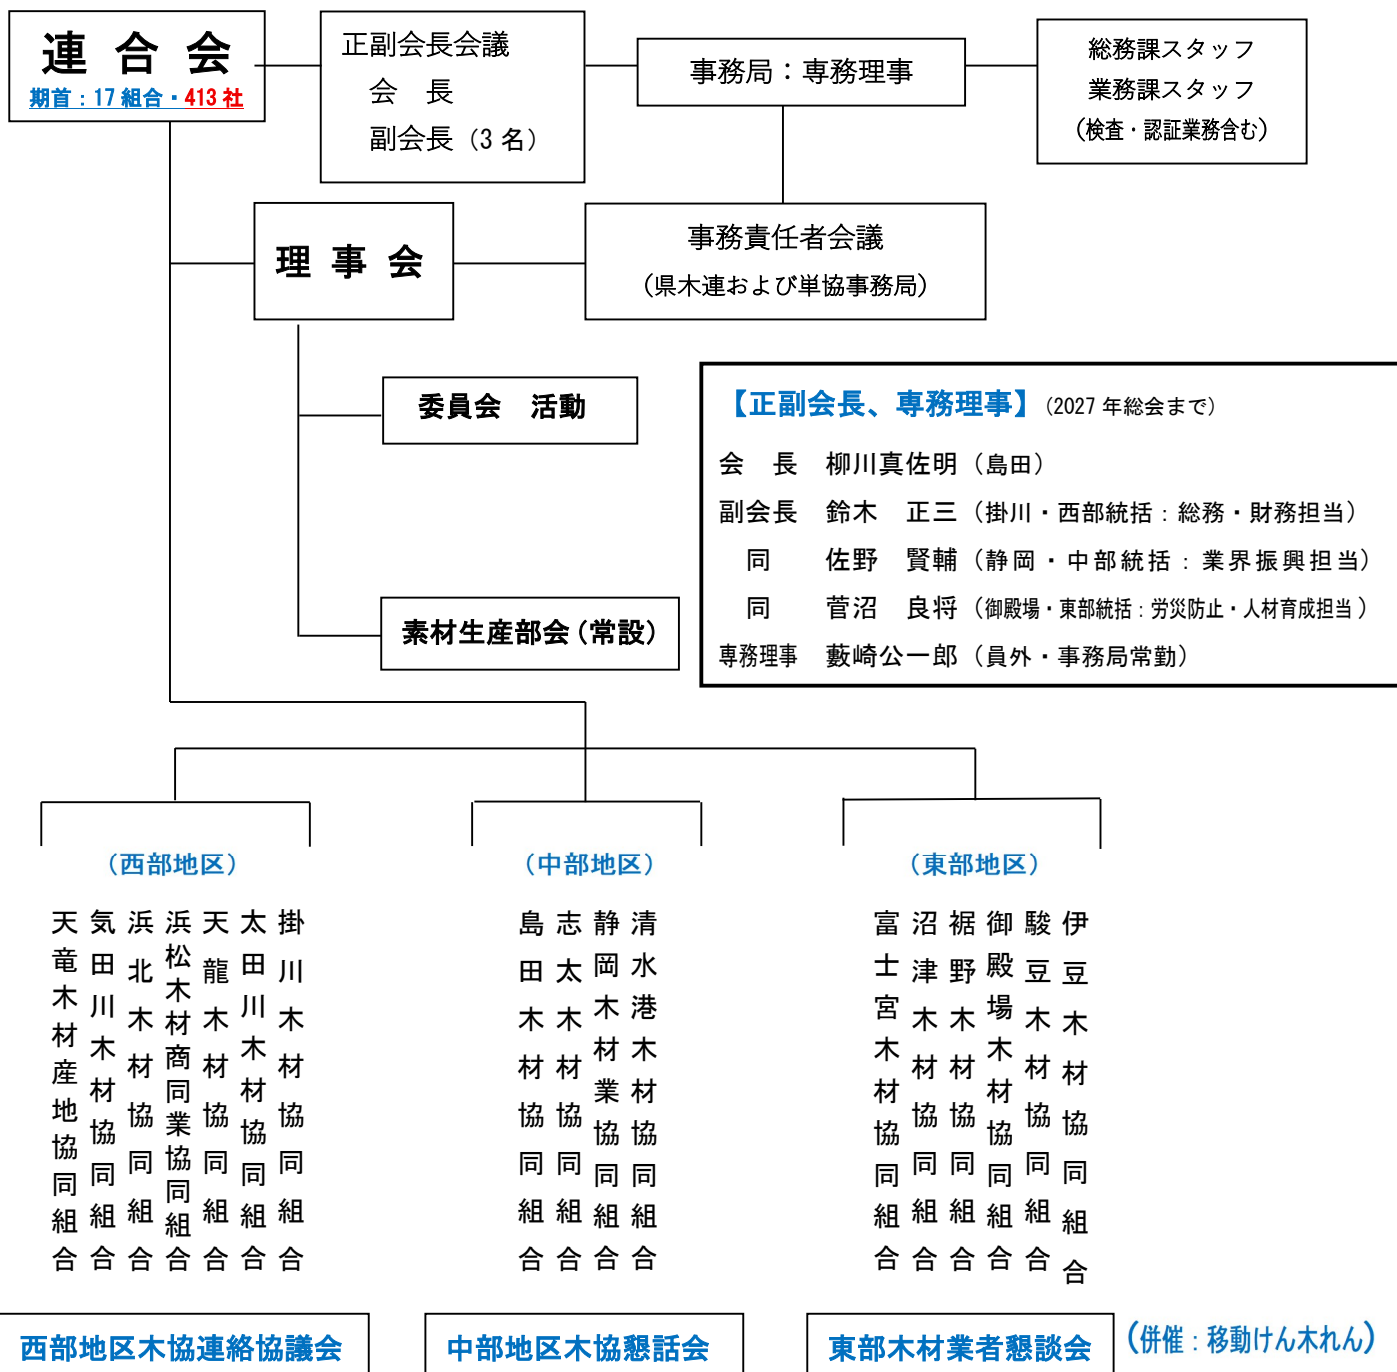 連 合 会
期首：17組合・413社
正副会長会議
会　長
副会長（3名）
事務局：専務理事
総務課スタッフ
業務課スタッフ
（検査・認証業務含む）
理 事 会
事務責任者会議
（県木連および単協事務局）
委員会　活動
素材生産部会（常設）
【正副会長、専務理事】（2027年総会まで）
会　長　柳川真佐明（島田）
副会長　鈴木　正三（掛川・西部統括：総務・財務担当）
同　佐野　賢輔（静岡・中部統括：業界振興担当）
同　菅沼　良将（御殿場・東部統括：労災防止・人材育成担当）
専務理事　藪崎公一郎（員外・事務局常勤）
（西部地区）
天竜木材産地協同組合
気田川木材協同組合
浜北木材協同組合
浜松木材商同業協同組合
天龍木材協同組合
太田川木材協同組合
掛川木材協同組合
（中部地区）
島田木材協同組合
志太木材協同組合
静岡木材業協同組合
清水港木材協同組合
（東部地区）
富士宮木材協同組合
沼津木材協同組合
裾野木材協同組合
御殿場木材協同組合
駿豆木材協同組合
伊豆木材協同組合
西部地区木協連絡協議会
中部地区木協懇話会
東部木材業者懇談会
（併催：移動けん木れん）